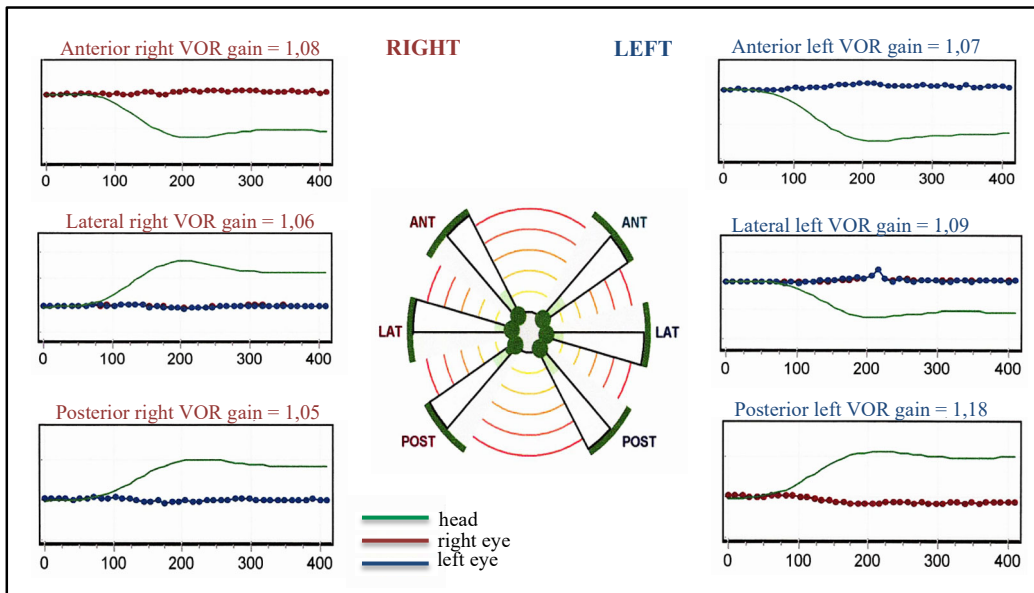 Anterior right VOR gain = 1,08
RIGHT
LEFT
Anterior left VOR gain = 1,07
0 100 200 300 400
0 100 200 300 400
Lateral right VOR gain = 1,06
ANT
ANT
Lateral left VOR gain = 1,09
LAT
LAT
0 100 200 300 400
0 100 200 300 400
Posterior right VOR gain = 1,05
POST
POST
Posterior left VOR gain = 1,18
0 100 200 300 400
0 100 200 300 400
head
right eye
left eye